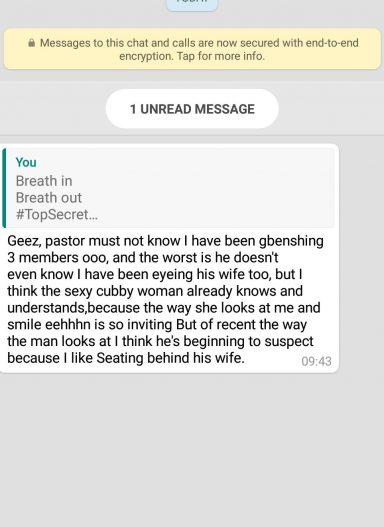 TODAY
Messages to this chat and calls are now secured with end-to-end
encryption. Tap for more info.
1 UNREAD MESSAGE
You
Breath in
Breath out
#TopSecret...
Geez, pastor must not know I have been gbenshing
3 members ooo, and the worst is he doesn't
even know I have been eyeing his wife too, but I
think the sexy cubby woman already knows and
understands,because the way she looks at me and
smile eehhhn is so inviting But of recent the way
the man looks at I think he's beginning to suspect
because I like Seating behind his wife.
09:43